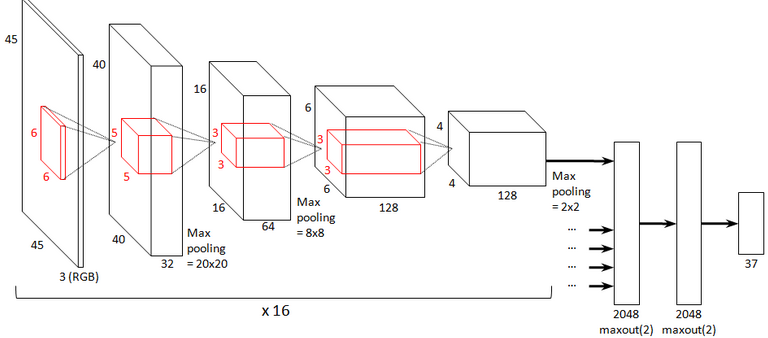 45
6
6
45
3 (RGB)
40
5
5
40
32
Max
pooling
= 20x20
16
3
3
16
64
Max
pooling
= 8x8
6
3
3
6
128
4
4
128
Max
pooling
= 2x2
...
...
...
...
2048
maxout(2)
2048
maxout(2)
37
x 16